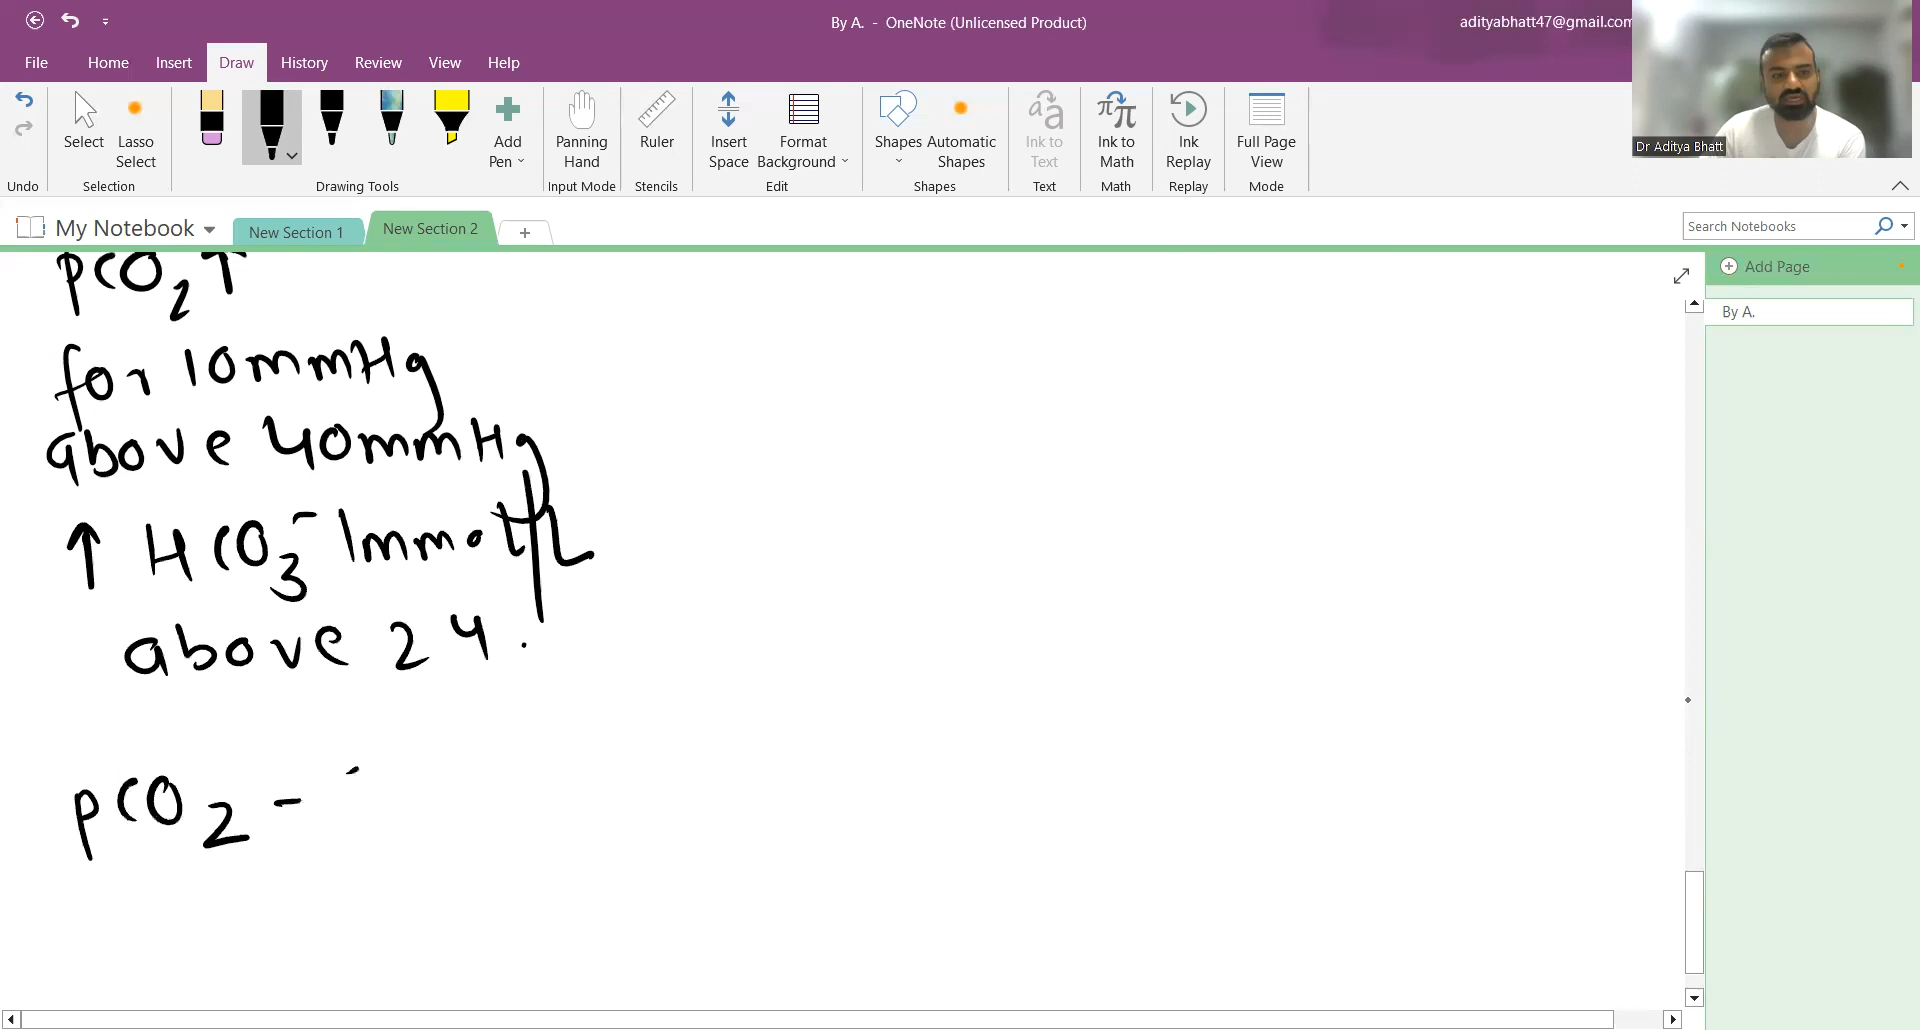 By A. - OneNote (Unlicensed Product)
adityabhatt47@gmail.com
File Home Insert Draw History Review View Help
Dr Aditya Bhatt
Select
Lasso Select
Add Pen
Panning Hand
Ruler
Insert Space
Format Background
Shapes
Automatic Shapes
Ink to Text
Ink to Math
Ink Replay
Full Page View
Undo Selection Drawing Tools Input Mode Stencils Edit Shapes Text Math Replay Mode
My Notebook New Section 1 New Section 2 +
Search Notebooks
Add Page
By A.
pCO2↑
for 10mmHg
above 40mmHg
↑ HCO3⁻ 1mmol/L
above 24.
pCO2 -